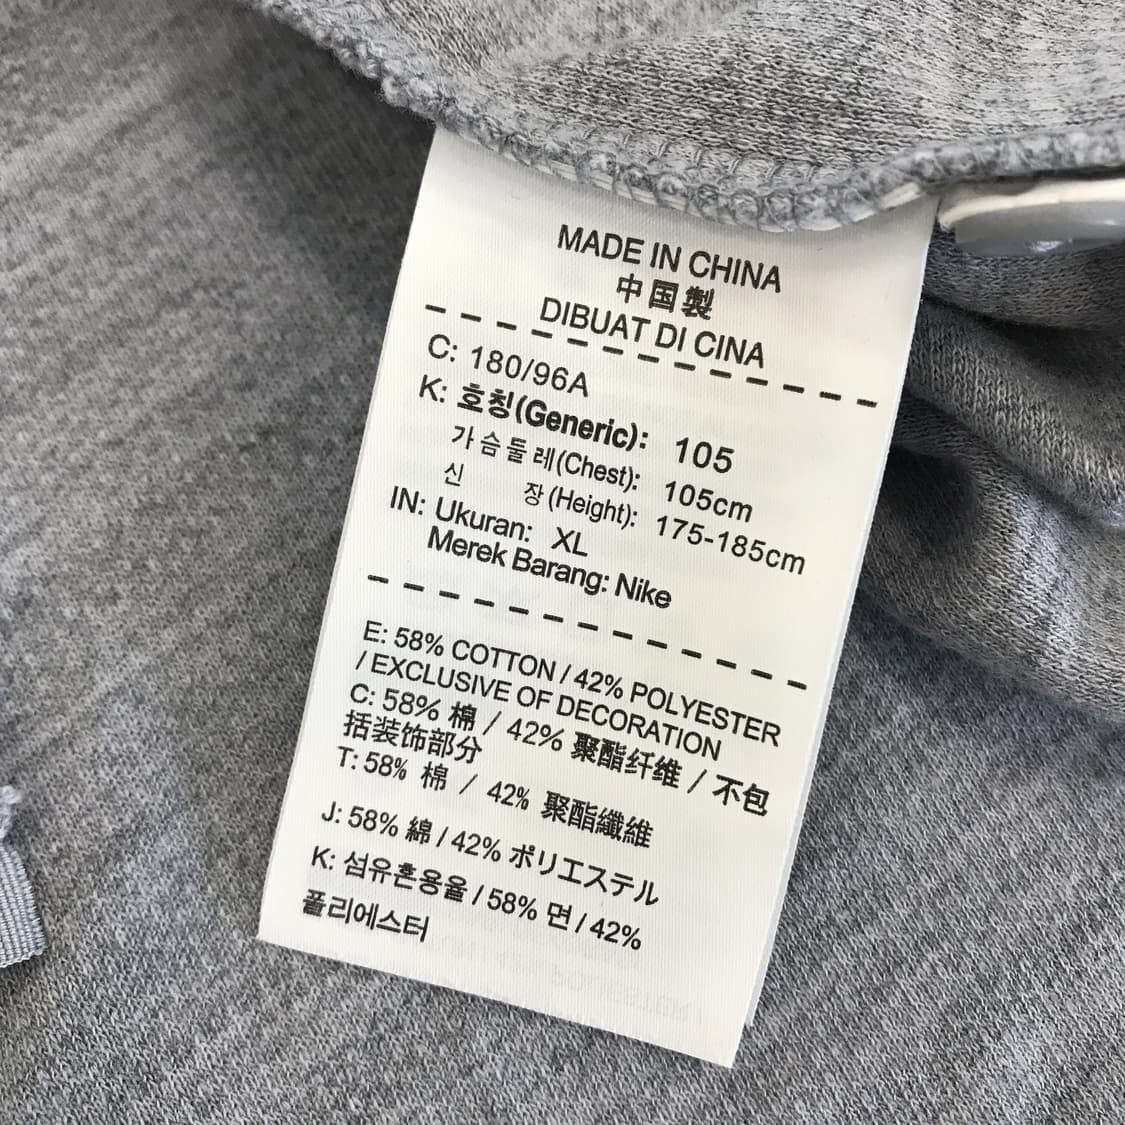 MADE IN CHINA
中国製
DIBUAT DI CINA
C: 180/96A
K: 호칭(Generic): 105
가슴둘레(Chest): 105cm
신 장(Height): 175-185cm
IN: Ukuran: XL
Merek Barang: Nike
E: 58% COTTON / 42% POLYESTER
/ EXCLUSIVE OF DECORATION
C: 58% 棉 / 42% 聚酯纤维 / 不包
括装饰部分
T: 58% 棉 / 42% 聚酯纖維
J: 58% 綿 / 42% ポリエステル
K: 섬유혼용율 / 58% 면 / 42%
폴리에스터